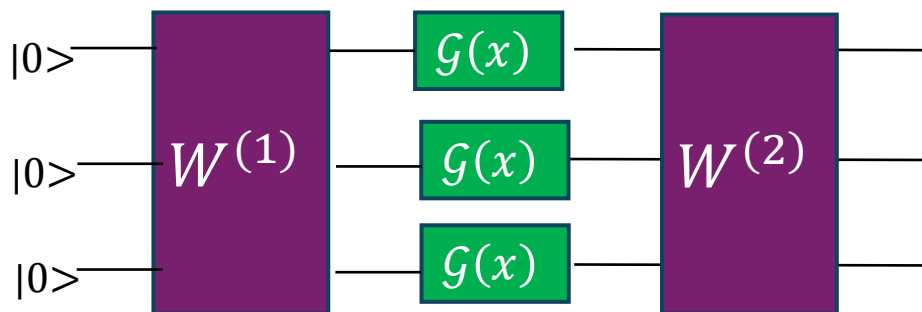 |0>
𝒢(x)
W⁽¹⁾
|0>
𝒢(x)
W⁽²⁾
|0>
𝒢(x)